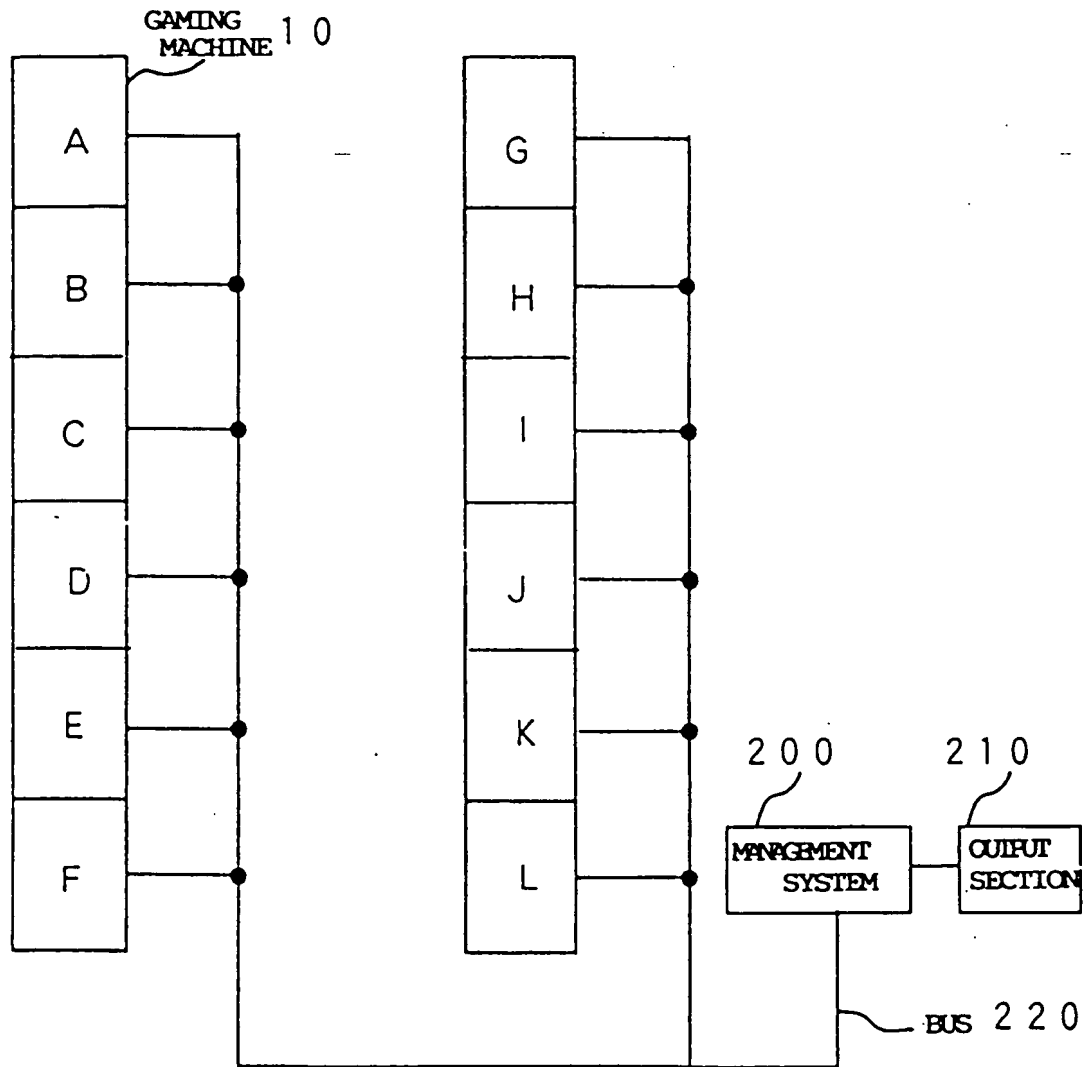 GAMING
MACHINE 10
A
B
C
D
E
F
G
H
I
J
K
L
200
MANAGEMENT
SYSTEM
210
OUTPUT
SECTION
BUS 220